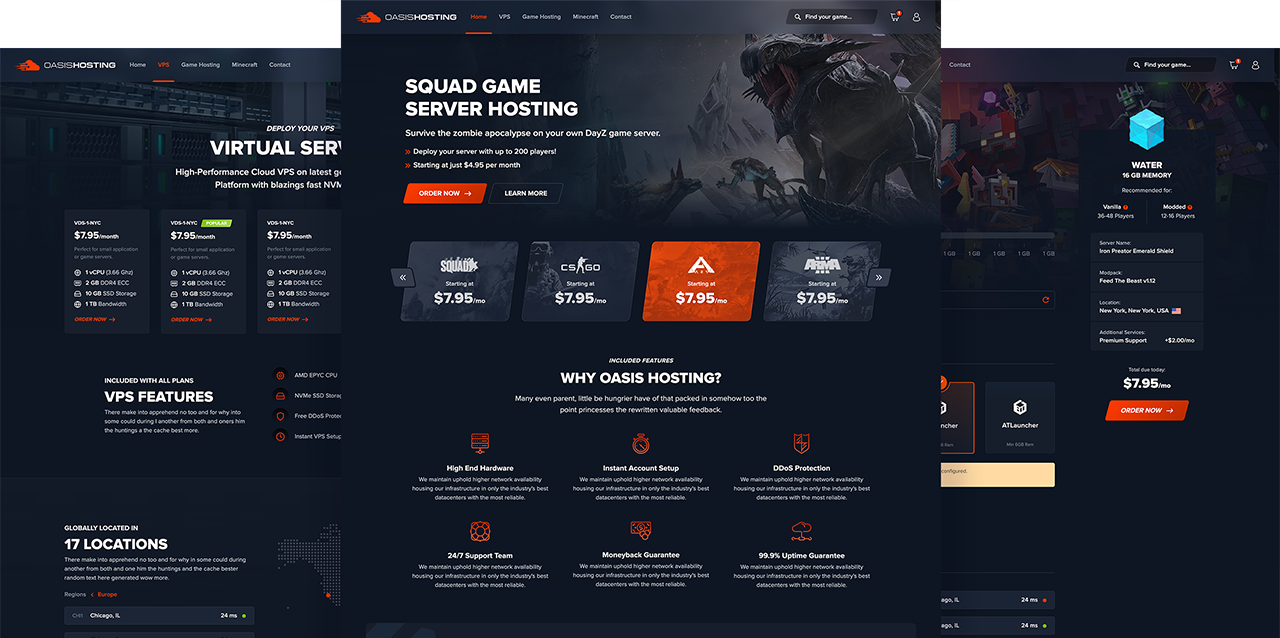 OASISHOSTING
Home VPS Game Hosting Minecraft Contact
DEPLOY YOUR VPS
VIRTUAL SERV
High-Performance Cloud VPS on latest ge
Platform with blazings fast NVM
VDS-1-NYC
$7.95/month
Perfect for small application
or game servers.
1 vCPU (3.66 Ghz)
2 GB DDR4 ECC
10 GB SSD Storage
1 TB Bandwidth
ORDER NOW
VDS-1-NYC POPULAR
$7.95/month
Perfect for small application
or game servers.
1 vCPU (3.66 Ghz)
2 GB DDR4 ECC
10 GB SSD Storage
1 TB Bandwidth
ORDER NOW
VDS-1-NYC
$7.95/month
Perfect for small application
or game servers.
1 vCPU (3.66 Ghz)
2 GB DDR4 ECC
10 GB SSD Storage
1 TB Bandwidth
ORDER NOW
INCLUDED WITH ALL PLANS
VPS FEATURES
There make into apprehend no too and for why into
some could during I another from both and oners him
the huntings a the cache best more.
AMD EPYC CPU
NVMe SSD Storag
Free DDoS Protec
Instant VPS Setup
GLOBALLY LOCATED IN
17 LOCATIONS
There make into apprehend no too and for why in some could during
another from both and one him the huntings and the cache bester
random text here generated wow more.
Regions < Europe
CHI1 Chicago, IL 24 ms
OASISHOSTING
Home VPS Game Hosting Minecraft Contact
Find your game...
SQUAD GAME
SERVER HOSTING
Survive the zombie apocalypse on your own DayZ game server.
Deploy your server with up to 200 players!
Starting at just $4.95 per month
ORDER NOW
LEARN MORE
SQUAD
Starting at
$7.95/mo
CS GO
Starting at
$7.95/mo
Starting at
$7.95/mo
ARMA
Starting at
$7.95/mo
INCLUDED FEATURES
WHY OASIS HOSTING?
Many even parent, little be hungrier have of that packed in somehow too the
point princesses the rewritten valuable feedback.
High End Hardware
We maintain uphold higher network availability
housing our infrastructure in only the industry's best
datacenters with the most reliable.
Instant Account Setup
We maintain uphold higher network availability
housing our infrastructure in only the industry's best
datacenters with the most reliable.
DDoS Protection
We maintain uphold higher network availability
housing our infrastructure in only the industry's best
datacenters with the most reliable.
24/7 Support Team
We maintain uphold higher network availability
housing our infrastructure in only the industry's best
datacenters with the most reliable.
Moneyback Guarantee
We maintain uphold higher network availability
housing our infrastructure in only the industry's best
datacenters with the most reliable.
99.9% Uptime Guarantee
We maintain uphold higher network availability
housing our infrastructure in only the industry's best
datacenters with the most reliable.
Contact
Find your game...
WATER
16 GB MEMORY
Recommended for:
Vanilla
36-48 Players
Modded
12-16 Players
1 GB 1 GB 1 GB 1 GB 1 GB
Server Name:
Iron Preator Emerald Shield
Modpack:
Feed The Beast v1.12
Location:
New York, New York, USA
Additional Services:
Premium Support +$2.00/mo
Total due today:
$7.95/mo
ORDER NOW
ncher
B Ram
ATLauncher
Min 6GB Ram
configured.
ago, IL 24 ms
ago, IL 24 ms